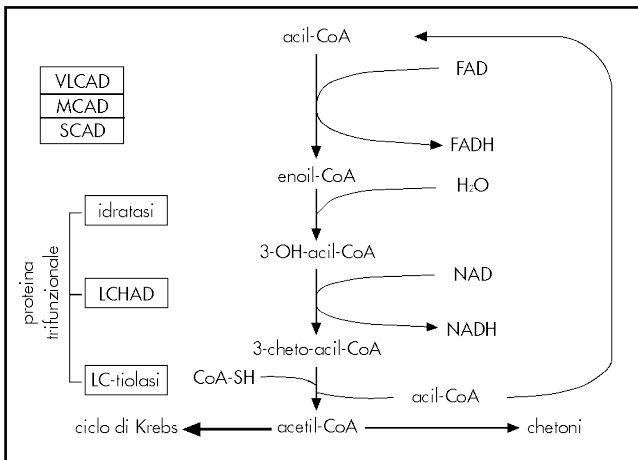 acil-CoA
VLCAD
MCAD
SCAD
FAD
FADH
enoil-CoA
H₂O
idratasi
3-OH-acil-CoA
proteina
trifunzionale
LCHAD
NAD
NADH
3-cheto-acil-CoA
LC-tiolasi
CoA-SH
acil-CoA
ciclo di Krebs
acetil-CoA
chetoni